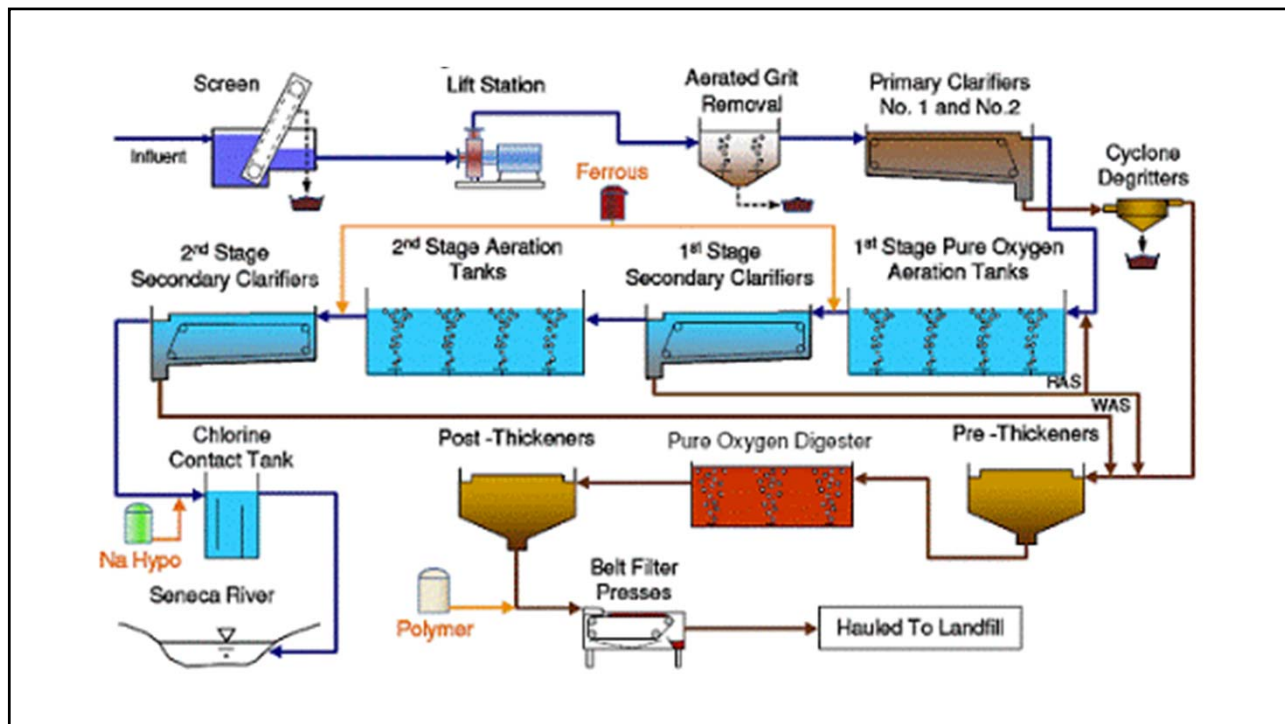 Screen
Influent
Lift Station
Aerated Grit
Removal
Primary Clarifiers
No. 1 and No.2
Cyclone
Degritters
Ferrous
2nd Stage
Secondary Clarifiers
2nd Stage Aeration
Tanks
1st Stage
Secondary Clarifiers
1st Stage Pure Oxygen
Aeration Tanks
RAS
WAS
Chlorine
Contact Tank
Na Hypo
Seneca River
Post -Thickeners
Pure Oxygen Digester
Pre -Thickeners
Polymer
Belt Filter
Presses
Hauled To Landfill